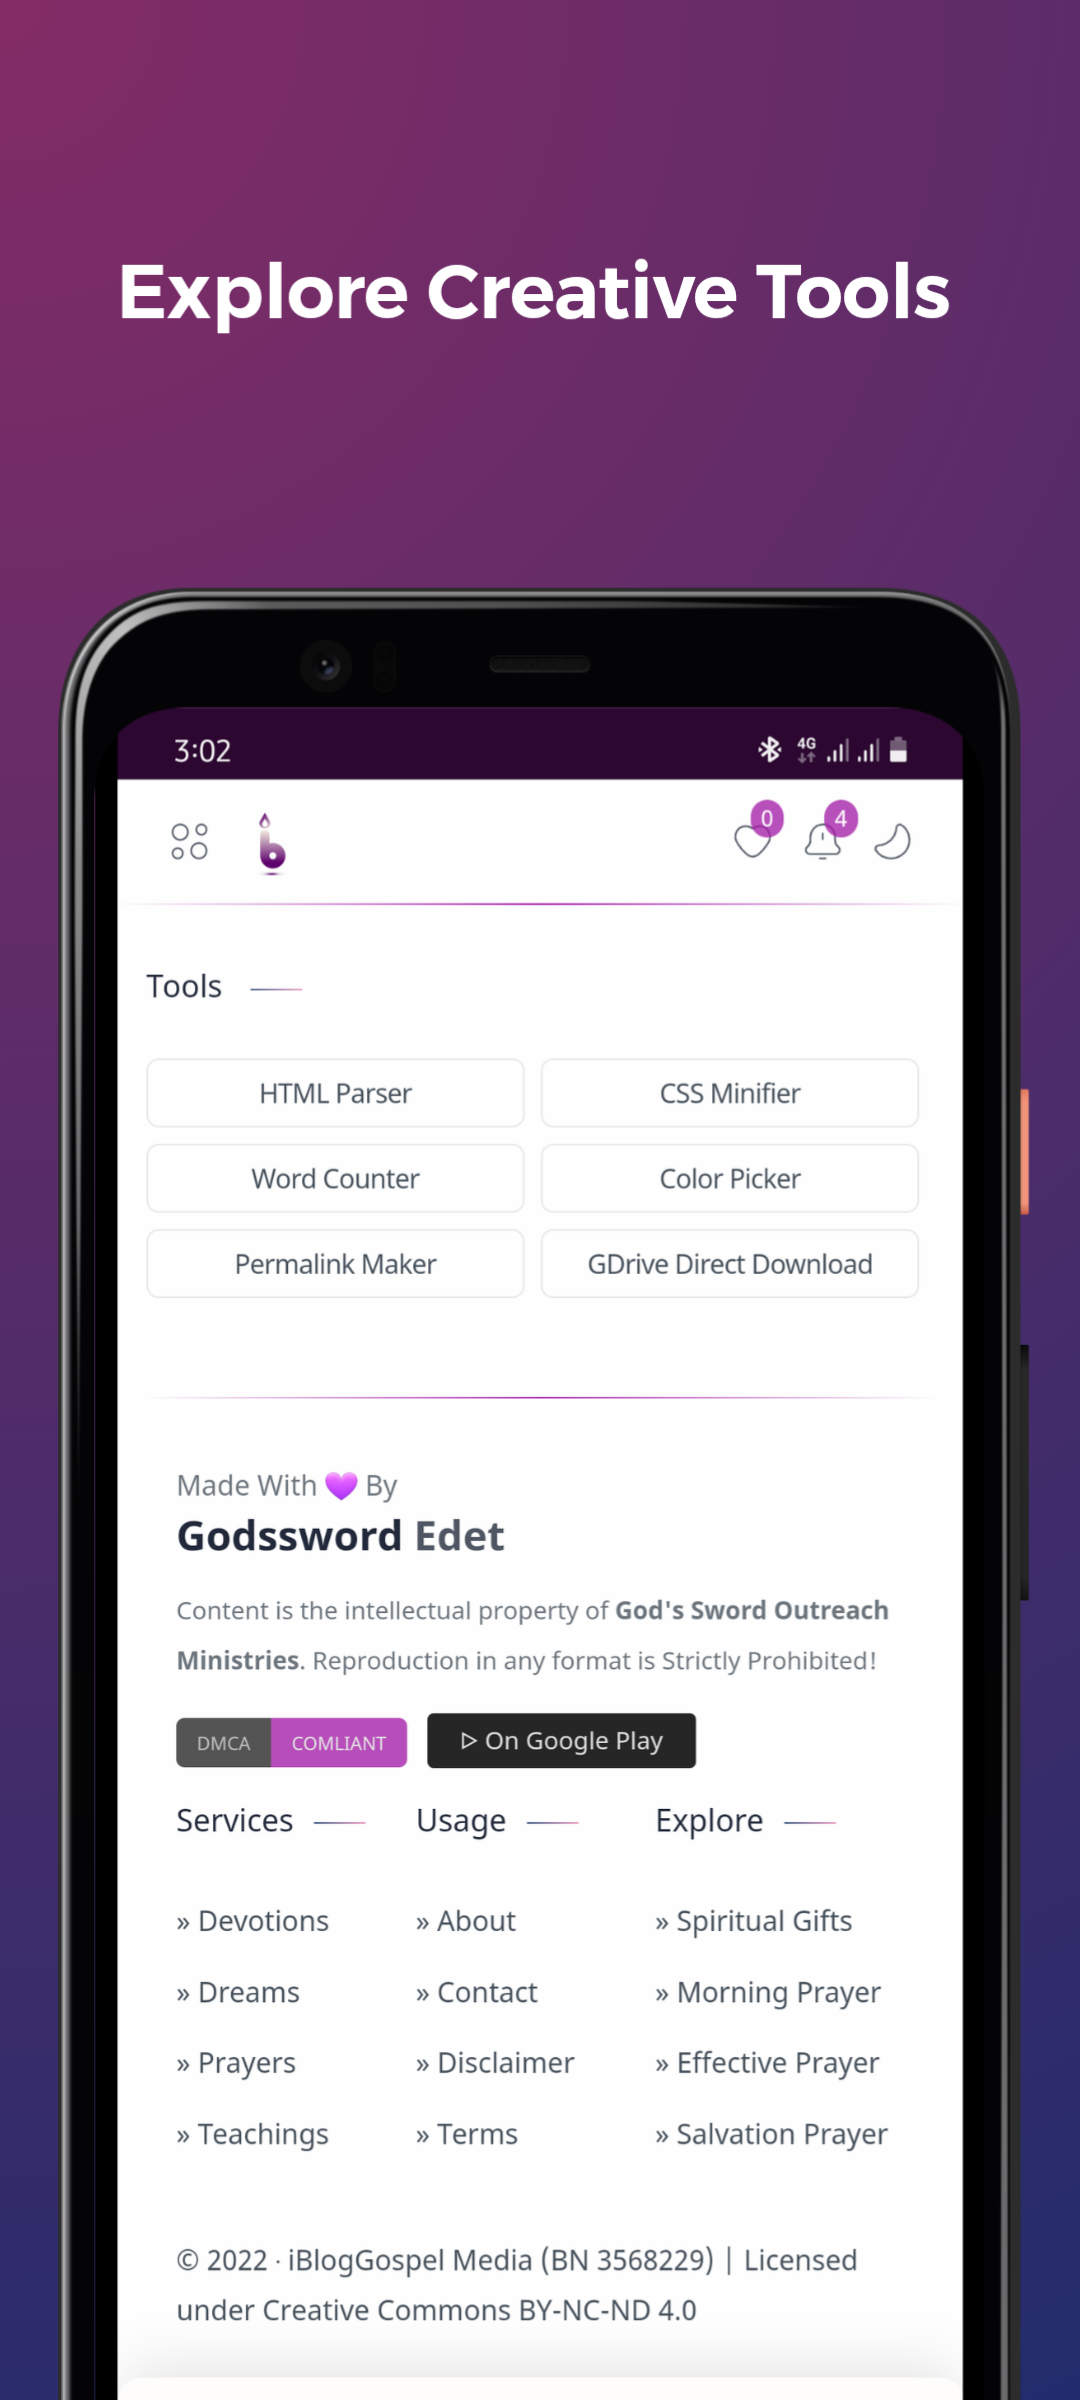 Explore Creative Tools
3:02
4G
0
4
Tools
HTML Parser
CSS Minifier
Word Counter
Color Picker
Permalink Maker
GDrive Direct Download
Made With 💜 By
Godssword Edet
Content is the intellectual property of God's Sword Outreach
Ministries. Reproduction in any format is Strictly Prohibited!
DMCA COMLIANT
On Google Play
Services
Usage
Explore
» Devotions
» About
» Spiritual Gifts
» Dreams
» Contact
» Morning Prayer
» Prayers
» Disclaimer
» Effective Prayer
» Teachings
» Terms
» Salvation Prayer
© 2022 · iBlogGospel Media (BN 3568229) | Licensed
under Creative Commons BY-NC-ND 4.0